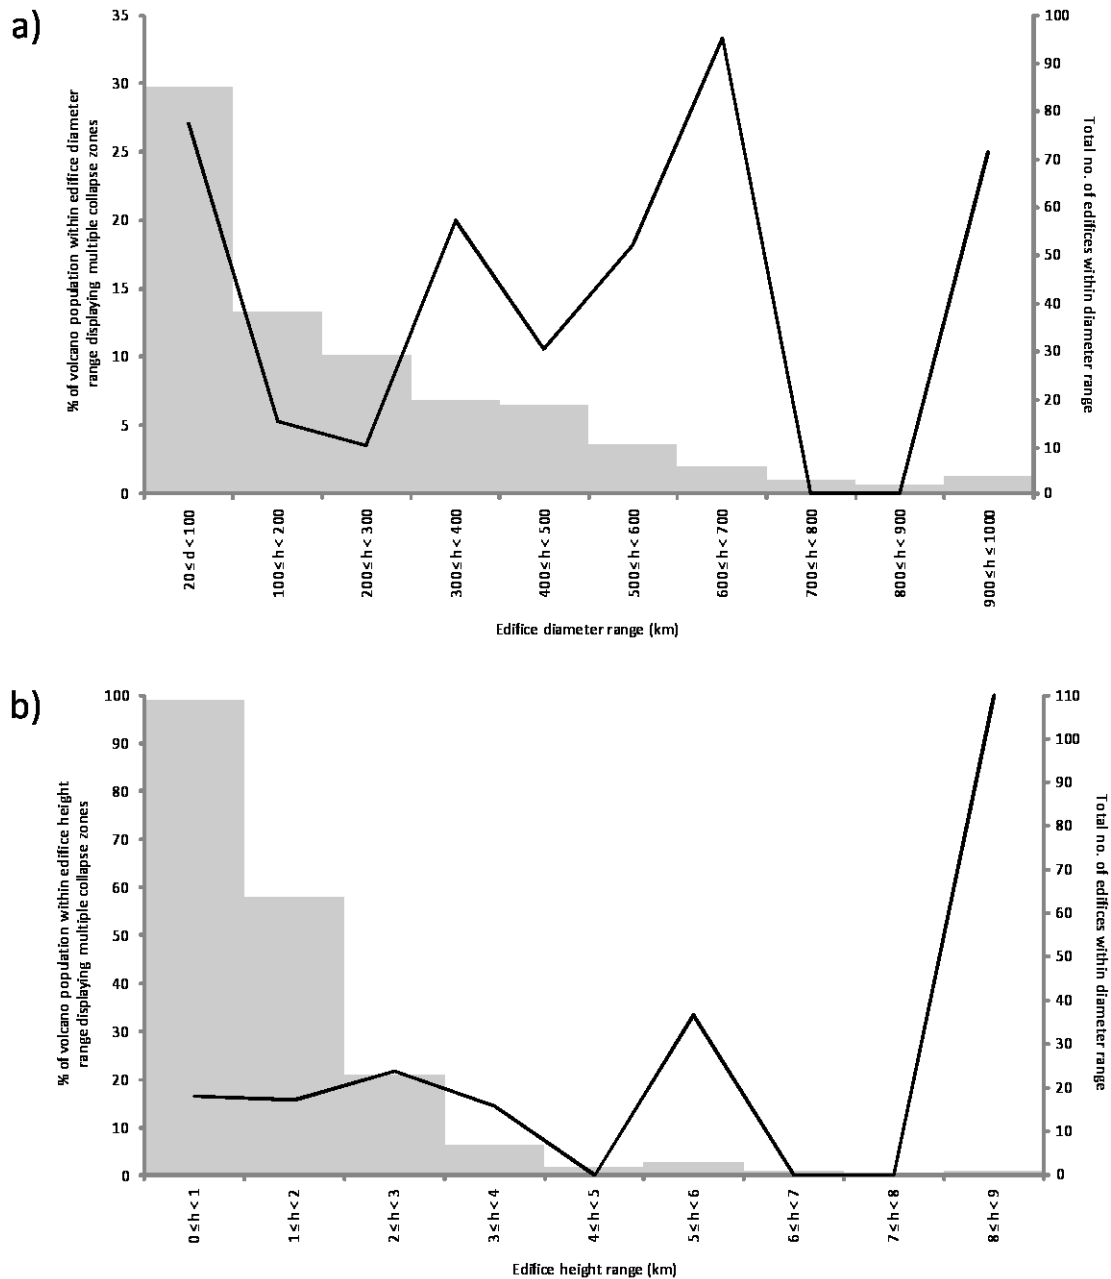 a)
% of volcano population within edifice diameter
range displaying multiple collapse zones
35
30
25
20
15
10
5
0
100
90
80
70
60
50
40
30
20
10
0
Total no. of edifices within diameter range
20 ≤ d < 100
100 ≤ h < 200
200 ≤ h < 300
300 ≤ h < 400
400 ≤ h < 500
500 ≤ h < 600
600 ≤ h < 700
700 ≤ h < 800
800 ≤ h < 900
900 ≤ h ≤ 1000
Edifice diameter range (km)
b)
% of volcano population within edifice height
range displaying multiple collapse zones
100
90
80
70
60
50
40
30
20
10
0
110
100
90
80
70
60
50
40
30
20
10
0
Total no. of edifices within diameter range
0 ≤ h < 1
1 ≤ h < 2
2 ≤ h < 3
3 ≤ h < 4
4 ≤ h < 5
5 ≤ h < 6
6 ≤ h < 7
7 ≤ h < 8
8 ≤ h < 9
Edifice height range (km)